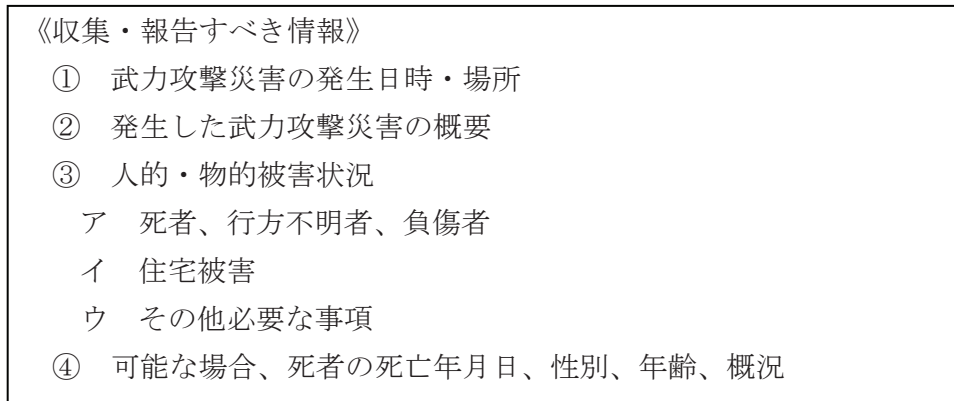 《収集・報告すべき情報》
① 武力攻撃災害の発生日時・場所
② 発生した武力攻撃災害の概要
③ 人的・物的被害状況
ア 死者、行方不明者、負傷者
イ 住宅被害
ウ その他必要な事項
④ 可能な場合、死者の死亡年月日、性別、年齢、概況